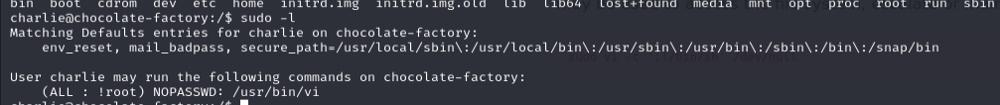 bin boot cdrom dev etc home initrd.img initrd.img.old lib lib64 lost+found media mnt opt proc root run sbin
charlie@chocolate-factory:/$ sudo -l
Matching Defaults entries for charlie on chocolate-factory:
env_reset, mail_badpass, secure_path=/usr/local/sbin\:/usr/local/bin\:/usr/sbin\:/usr/bin\:/sbin\:/bin\:/snap/bin
User charlie may run the following commands on chocolate-factory:
(ALL : !root) NOPASSWD: /usr/bin/vi
charlie@chocolate-factory:/$